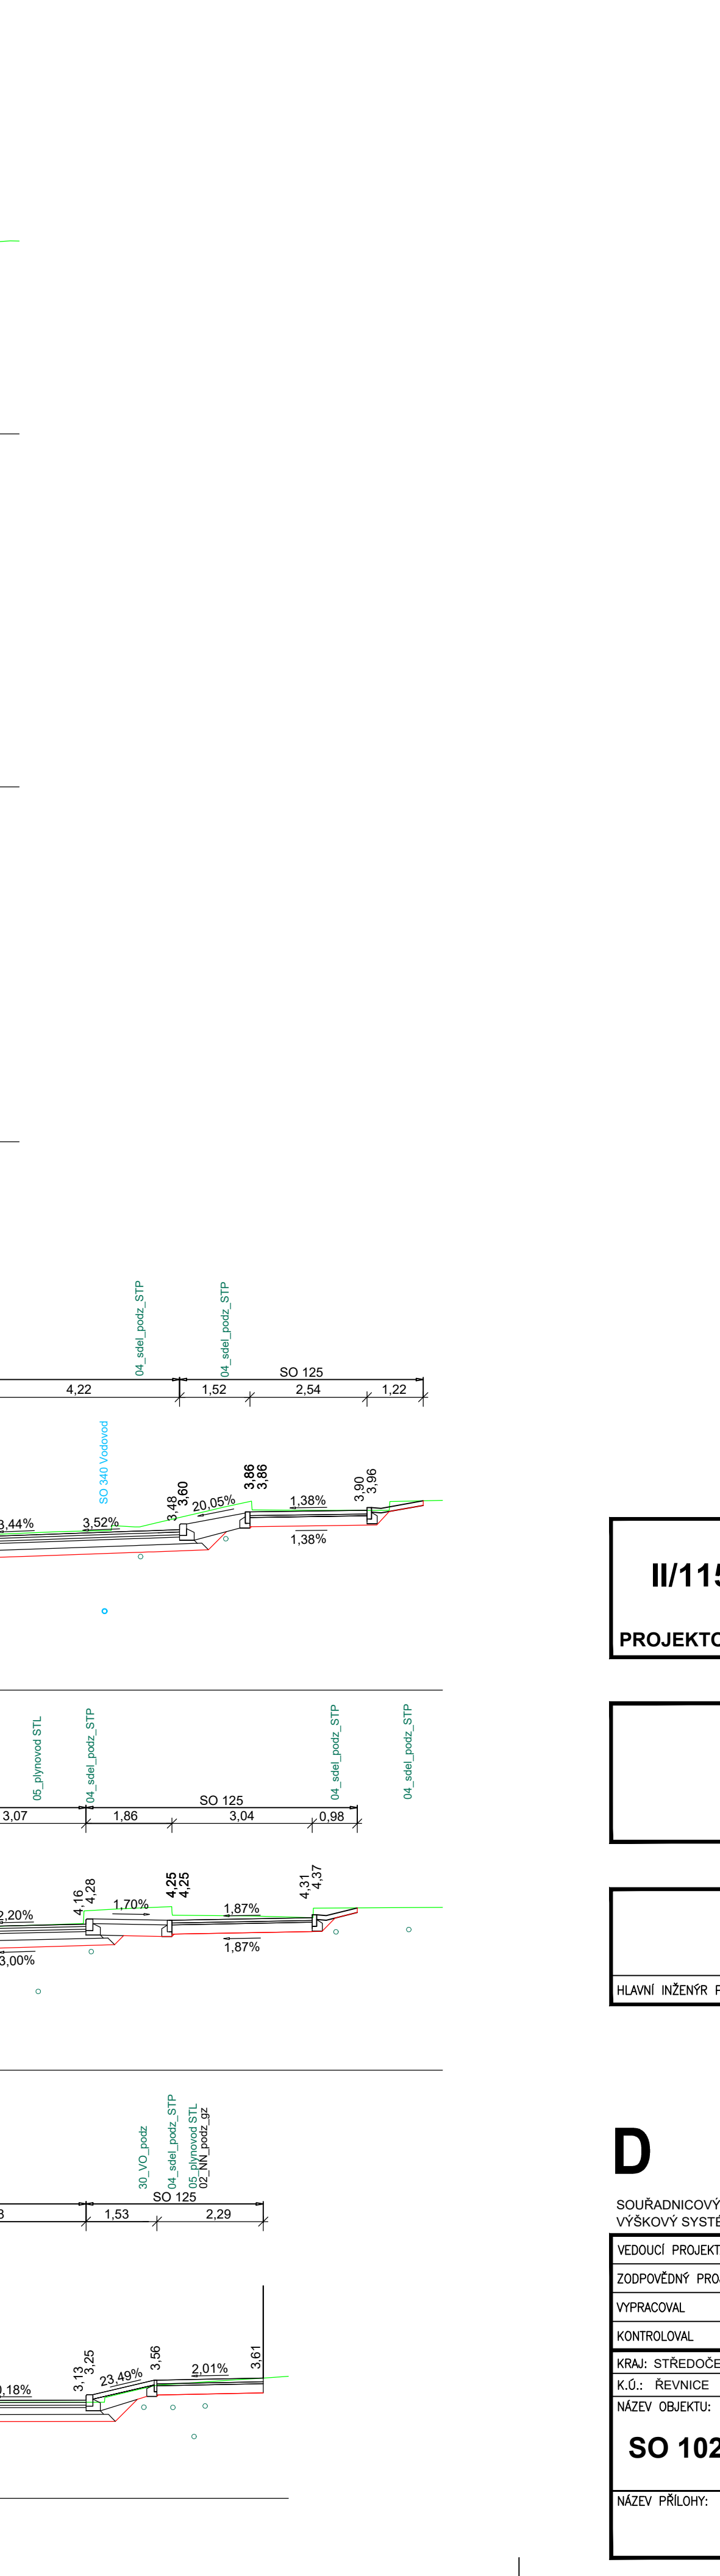 04_sdel_podz_STP
04_sdel_podz_STP
SO 125
4,22
1,52
2,54
1,22
SO 340 Vodovod
3,48
3,60
3,86
3,86
3,90
3,96
3,44%
3,52%
20,05%
1,38%
1,38%
II/115
PROJEKTO
05_plynovod STL
04_sdel_podz_STP
04_sdel_podz_STP
04_sdel_podz_STP
SO 125
3,07
1,86
3,04
0,98
4,16
4,28
4,25
4,25
4,31
4,37
2,20%
1,70%
1,87%
3,00%
1,87%
HLAVNÍ INŽENÝR P
30_VO_podz
04_sdel_podz_STP
05_plynovod STL
02_NN_podz_gz
SO 125
1,53
2,29
3,13
3,25
3,56
3,61
0,18%
23,49%
2,01%
D
SOUŘADNICOVÝ
VÝŠKOVÝ SYSTÉ
VEDOUCÍ PROJEKT
ZODPOVĚDNÝ PRO
VYPRACOVAL
KONTROLOVAL
KRAJ: STŘEDOČE
K.Ú.: ŘEVNICE
NÁZEV OBJEKTU:
SO 102
NÁZEV PŘÍLOHY: